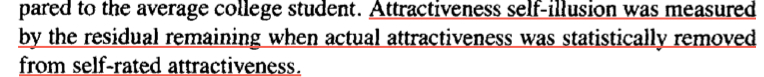 pared to the average college student. Attractiveness self-illusion was measured
by the residual remaining when actual attractiveness was statistically removed
from self-rated attractiveness.